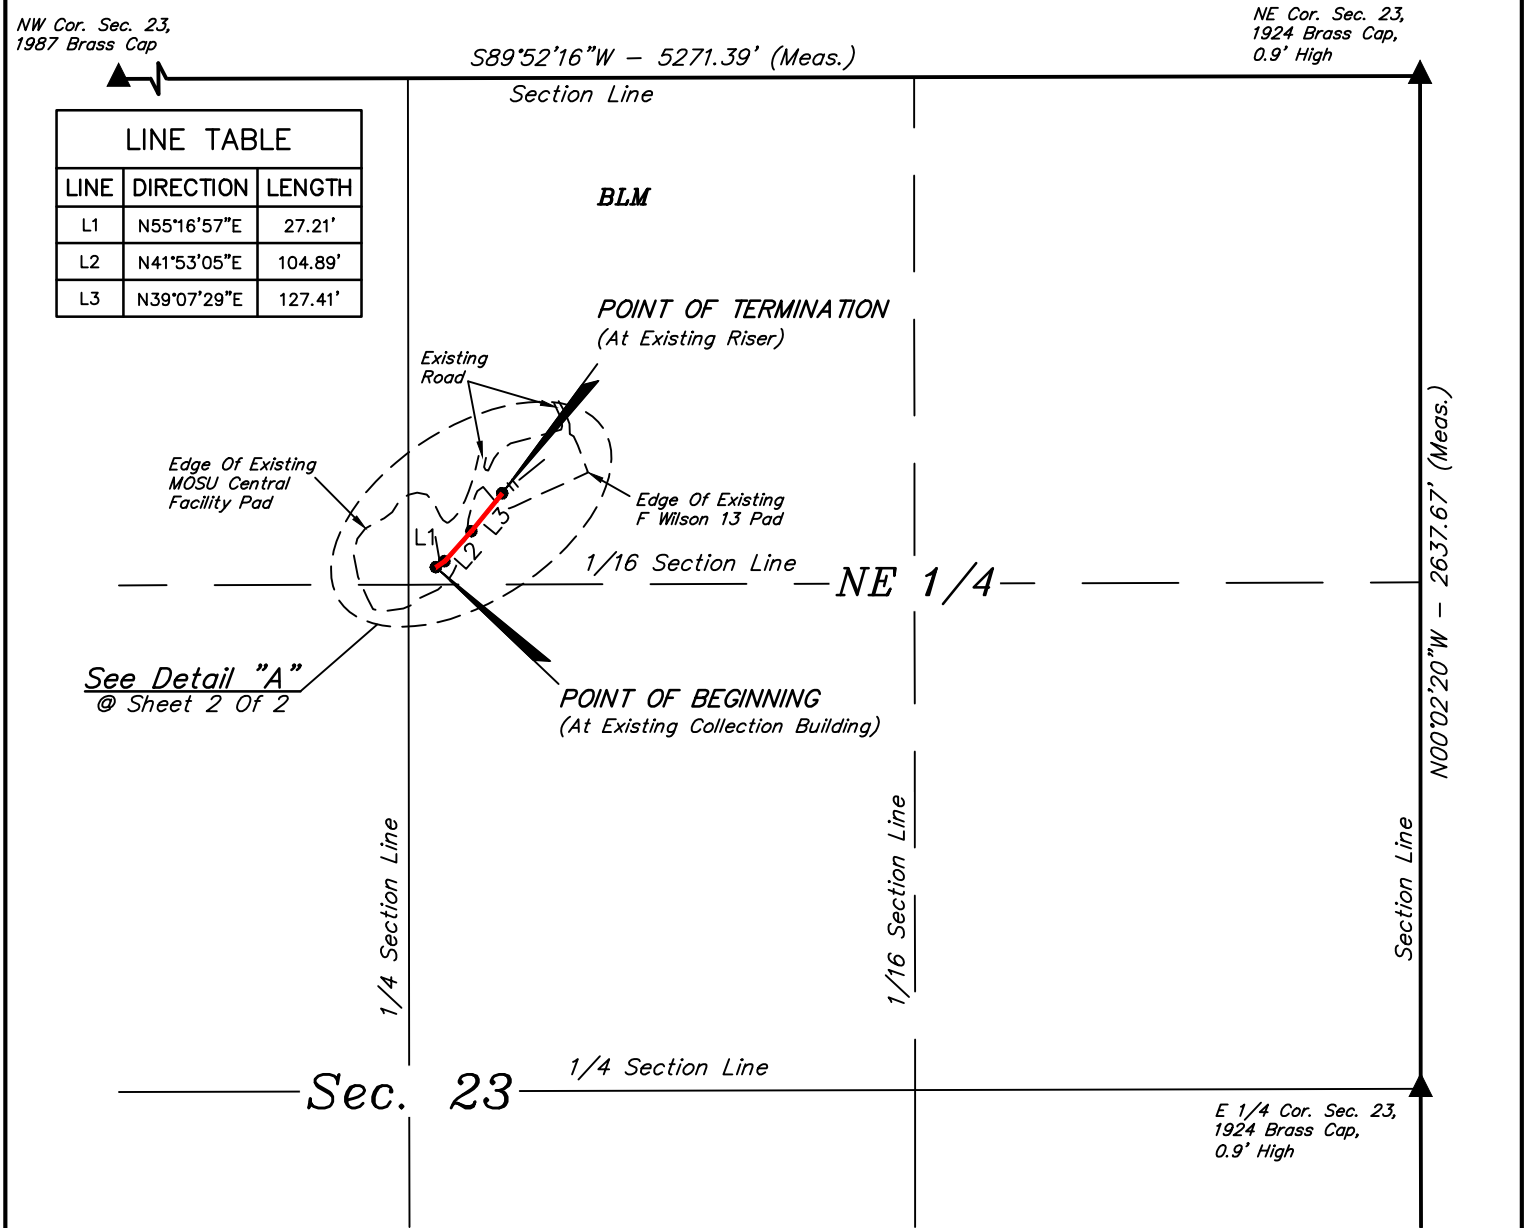 NW Cor. Sec. 23,
1987 Brass Cap
S89°52'16"W – 5271.39' (Meas.)
Section Line
NE Cor. Sec. 23,
1924 Brass Cap,
0.9' High
LINE TABLE
LINE DIRECTION LENGTH
L1 N55°16'57"E 27.21'
L2 N41°53'05"E 104.89'
L3 N39°07'29"E 127.41'
BLM
POINT OF TERMINATION
(At Existing Riser)
Existing
Road
Edge Of Existing
MOSU Central
Facility Pad
Edge Of Existing
F Wilson 13 Pad
L1
L2
L3
1/16 Section Line
NE 1/4
See Detail "A"
@ Sheet 2 Of 2
POINT OF BEGINNING
(At Existing Collection Building)
N00°02'20"W – 2637.67' (Meas.)
1/4 Section Line
1/16 Section Line
Section Line
Sec. 23
1/4 Section Line
E 1/4 Cor. Sec. 23,
1924 Brass Cap,
0.9' High